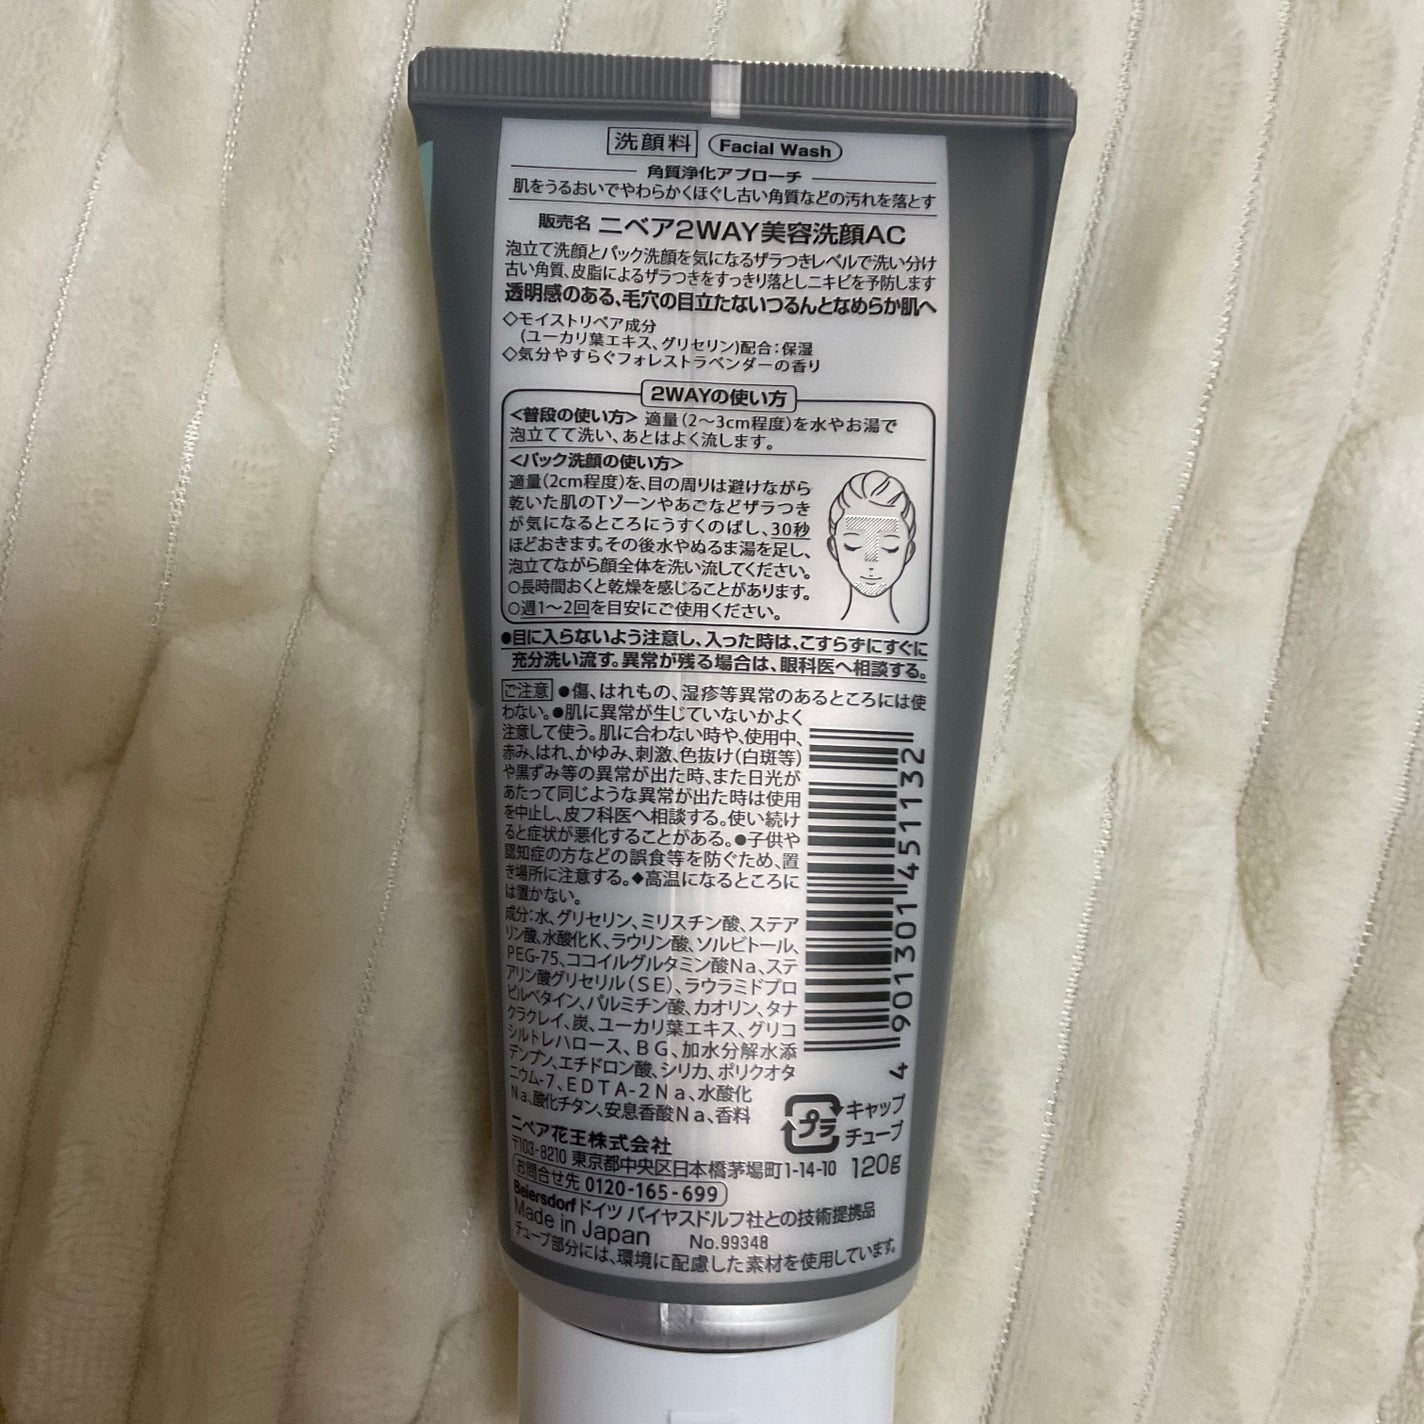 洗顔料 Facial Wash
角質浄化アプローチ
肌をうるおいでやわらかくほぐし古い角質などの汚れを落とす
販売名 ニベア2WAY美容洗顔AC
泡立て洗顔とパック洗顔を気になるザラつきレベルで洗い分け
古い角質、皮脂によるザラつきをすっきり落としニキビを予防します
透明感のある、毛穴の目立たないつるんとなめらか肌へ
◇モイストリペア成分
(ユーカリ葉エキス、グリセリン)配合:保湿
◇気分やすらぐフォレストラベンダーの香り
2WAYの使い方
<普段の使い方> 適量(2〜3cm程度)を水やお湯で
泡立てて洗い、あとはよく流します。
<パック洗顔の使い方>
適量(2cm程度)を、目の周りは避けながら
乾いた肌のTゾーンやあごなどザラつき
が気になるところにうすくのばし、30秒
ほどおきます。その後水やぬるま湯を足し、
泡立てながら顔全体を洗い流してください。
○長時間おくと乾燥を感じることがあります。
○週1〜2回を目安にご使用ください。
●目に入らないよう注意し、入った時は、こすらずにすぐに
充分洗い流す。異常が残る場合は、眼科医へ相談する。
ご注意 ●傷、はれもの、湿疹等異常のあるところには使
わない。●肌に異常が生じていないかよく
注意して使う。肌に合わない時や、使用中、
赤み、はれ、かゆみ、刺激、色抜け(白斑等)
や黒ずみ等の異常が出た時、また日光が
あたって同じような異常が出た時は使用
を中止し、皮フ科医へ相談する。使い続け
ると症状が悪化することがある。●子供や
認知症の方などの誤食等を防ぐため、置
き場所に注意する。◆高温になるところに
は置かない。
成分:水、グリセリン、ミリスチン酸、ステア
リン酸、水酸化K、ラウリン酸、ソルビトール、
PEG-75、ココイルグルタミン酸Na、ステ
アリン酸グリセリル(SE)、ラウラミドプロ
ピルベタイン、パルミチン酸、カオリン、タナ
クラクレイ、炭、ユーカリ葉エキス、グリコ
シルトレハロース、BG、加水分解水添
デンプン、エチドロン酸、シリカ、ポリクオタ
ニウム-7、EDTA-2Na、水酸化
Na、酸化チタン、安息香酸Na、香料
4 901301 451132
プラ キャップ
チューブ
ニベア花王株式会社
〒103-8210 東京都中央区日本橋茅場町1-14-10 120g
お問合せ先 0120-165-699
Beiersdorf ドイツ バイヤスドルフ社との技術提携品
Made in Japan No.99348
チューブ部分には、環境に配慮した素材を使用しています。